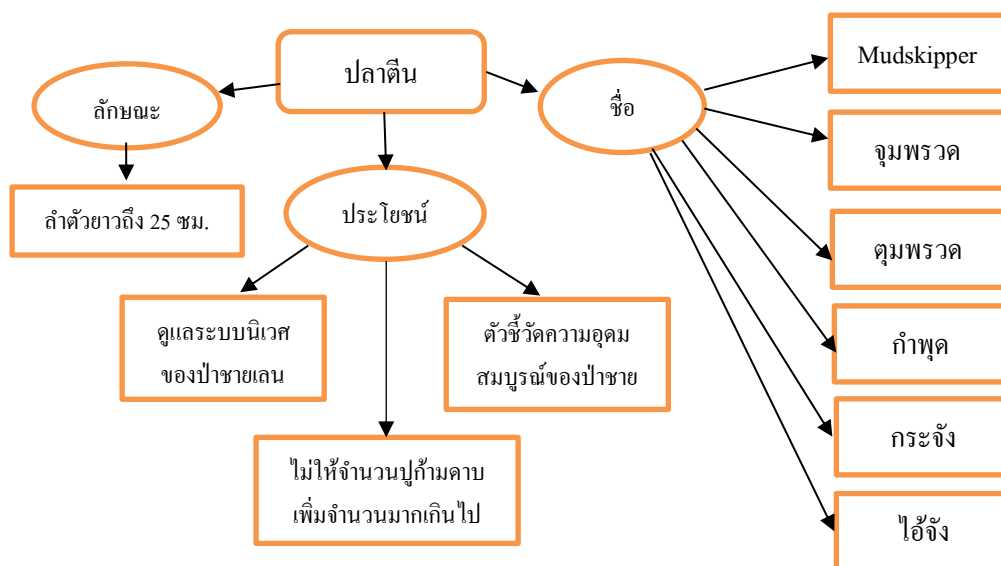 ปลาตีน
ลักษณะ
ลำตัวยาวถึง 25 ซม.
ประโยชน์
ดูแลระบบนิเวศ
ของป่าชายเลน
ไม่ให้จำนวนปูก้ามดาบ
เพิ่มจำนวนมากเกินไป
ตัวชี้วัดความอุดม
สมบูรณ์ของป่าชาย
ชื่อ
Mudskipper
จุมพรวด
ตุมพรวด
กำพุด
กระจัง
ไอ้จัง